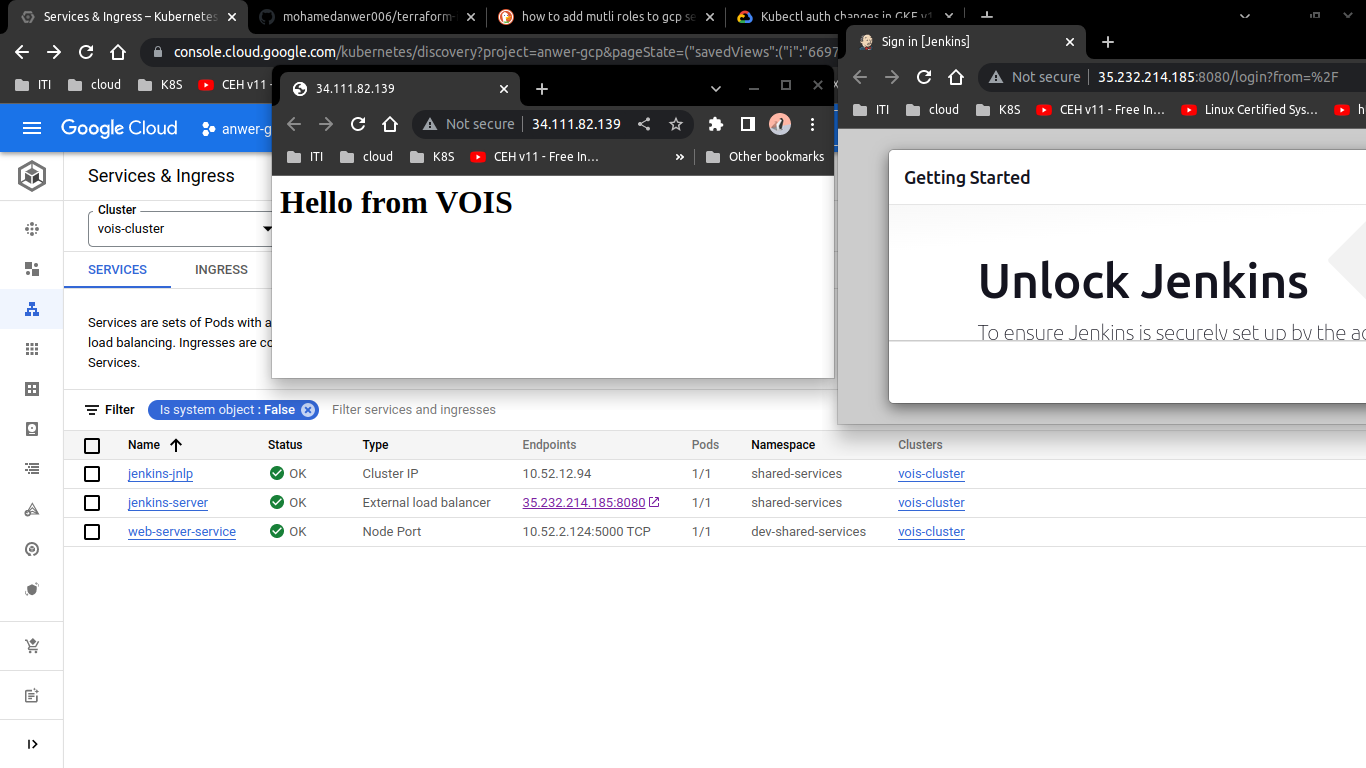 Services & Ingress – Kubernetes
mohamedanwer006/terraform-
how to add mutli roles to gcp se
Kubectl auth changes in GKE v1
console.cloud.google.com/kubernetes/discovery?project=anwer-gcp&pageState=("savedViews":("i":"6697
ITI
cloud
K8S
CEH v11 -
Google Cloud
anwer-g
Services & Ingress
Cluster
vois-cluster
SERVICES
INGRESS
Services are sets of Pods with a
load balancing. Ingresses are co
Services.
34.111.82.139
Not secure
34.111.82.139
ITI
cloud
K8S
CEH v11 - Free In…
»
Other bookmarks
Hello from VOIS
Sign in [Jenkins]
Not secure
35.232.214.185:8080/login?from=%2F
ITI
cloud
K8S
CEH v11 - Free In…
Linux Certified Sys…
h
Getting Started
Unlock Jenkins
To ensure Jenkins is securely set up by the ad
Filter
Is system object : False
Filter services and ingresses
Name Status Type Endpoints Pods Namespace Clusters
jenkins-jnlp OK Cluster IP 10.52.12.94 1/1 shared-services vois-cluster
jenkins-server OK External load balancer 35.232.214.185:8080 1/1 shared-services vois-cluster
web-server-service OK Node Port 10.52.2.124:5000 TCP 1/1 dev-shared-services vois-cluster